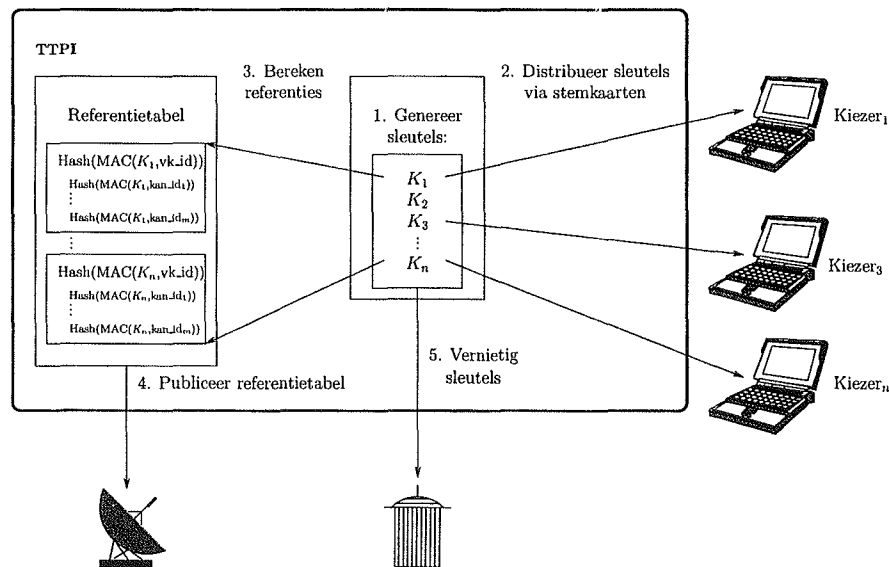 TTPI
3. Bereken
referenties
2. Distribueer sleutels
via stemkaarten
Referentietabel
1. Genereer
sleutels:
Hash(MAC(K₁,vk_id))
Hash(MAC(K₁,kan_id₁))
⋮
Hash(MAC(K₁,kan_idₘ))
⋮
Hash(MAC(Kₙ,vk_id))
Hash(MAC(Kₙ,kan_id₁))
⋮
Hash(MAC(Kₙ,kan_idₘ))
K₁
K₂
K₃
⋮
Kₙ
Kiezer₁
Kiezer₃
Kiezerₙ
4. Publiceer referentietabel
5. Vernietig
sleutels